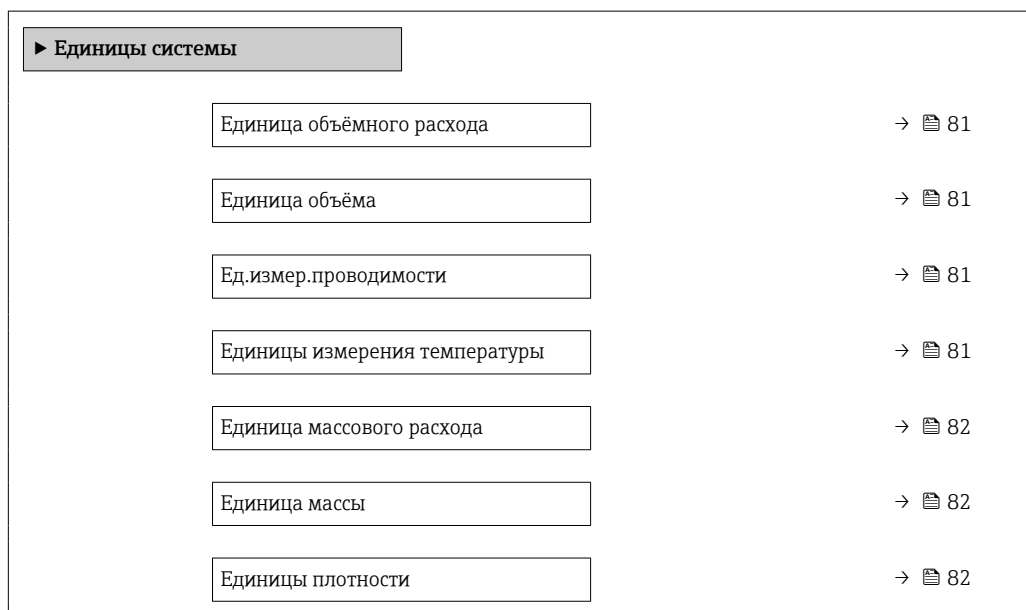 ▶ Единицы системы
Единица объёмного расхода → 81
Единица объёма → 81
Ед.измер.проводимости → 81
Единицы измерения температуры → 81
Единица массового расхода → 82
Единица массы → 82
Единицы плотности → 82